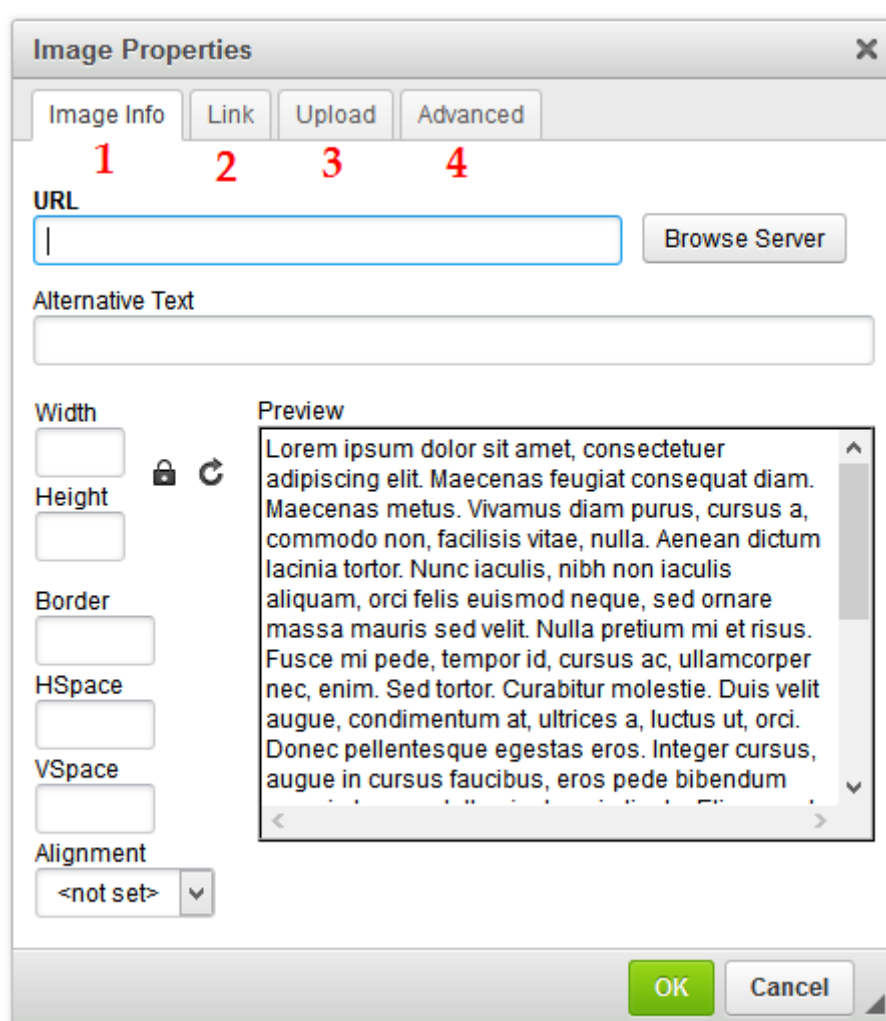 Image Properties
Image Info Link Upload Advanced
1 2 3 4
URL
Browse Server
Alternative Text
Width
Height
Border
HSpace
VSpace
Alignment
<not set>
Preview
Lorem ipsum dolor sit amet, consectetuer
adipiscing elit. Maecenas feugiat consequat diam.
Maecenas metus. Vivamus diam purus, cursus a,
commodo non, facilisis vitae, nulla. Aenean dictum
lacinia tortor. Nunc iaculis, nibh non iaculis
aliquam, orci felis euismod neque, sed ornare
massa mauris sed velit. Nulla pretium mi et risus.
Fusce mi pede, tempor id, cursus ac, ullamcorper
nec, enim. Sed tortor. Curabitur molestie. Duis velit
augue, condimentum at, ultrices a, luctus ut, orci.
Donec pellentesque egestas eros. Integer cursus,
augue in cursus faucibus, eros pede bibendum
OK Cancel